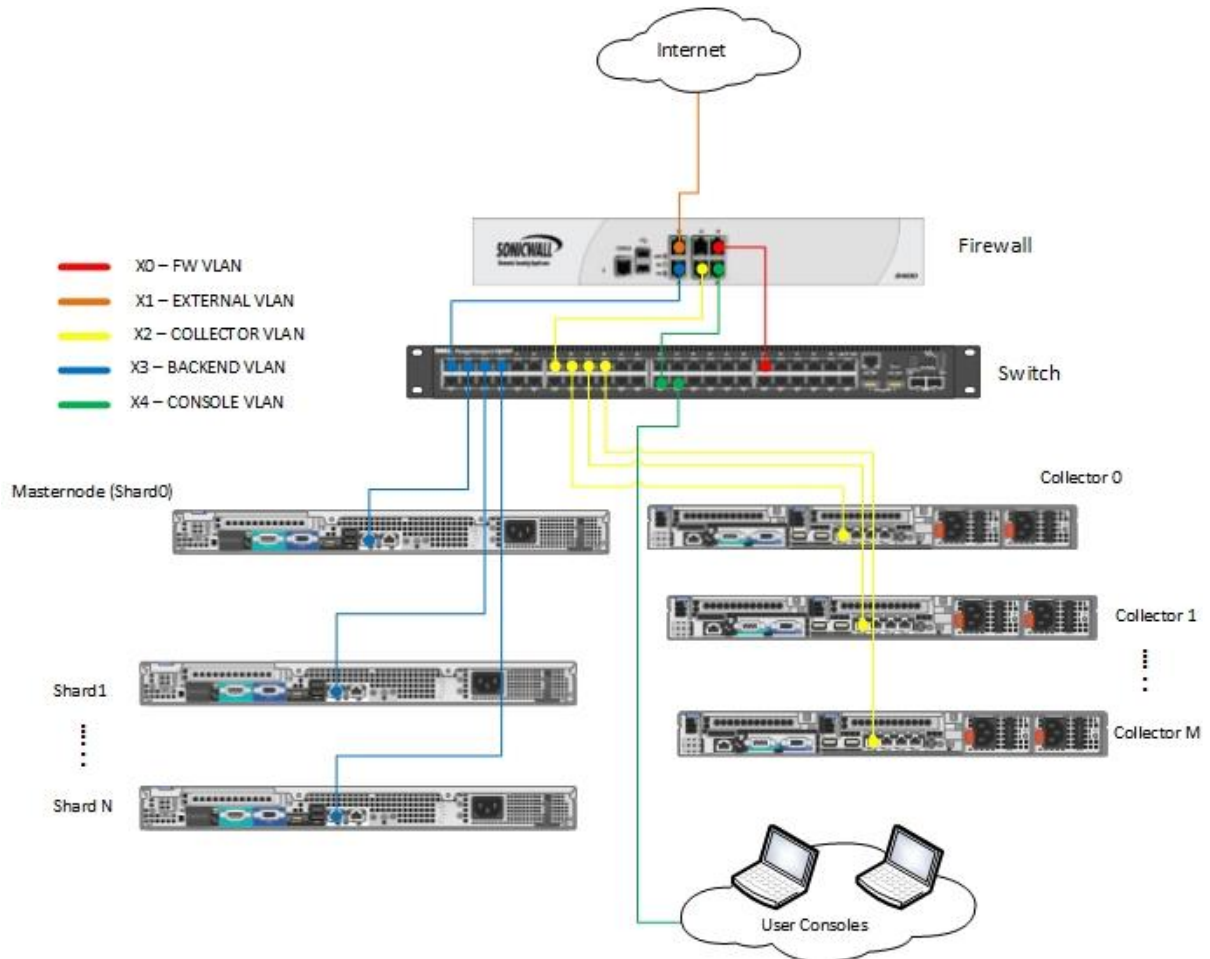 Internet
SONICWALL
Firewall
X0 – FW VLAN
X1 – EXTERNAL VLAN
X2 – COLLECTOR VLAN
X3 – BACKEND VLAN
X4 – CONSOLE VLAN
Switch
Masternode (Shard0)
Collector 0
Collector 1
Shard1
Collector M
Shard N
User Consoles